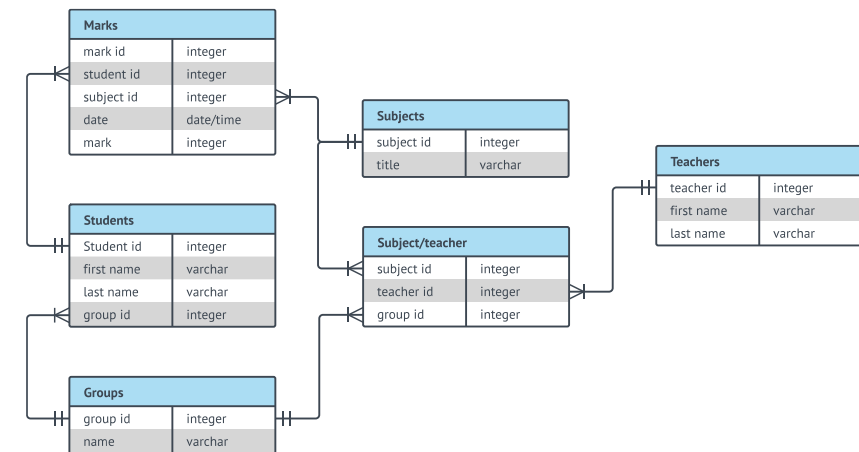 Marks
mark id integer
student id integer
subject id integer
date date/time
mark integer
Subjects
subject id integer
title varchar
Teachers
teacher id integer
first name varchar
last name varchar
Students
Student id integer
first name varchar
last name varchar
group id integer
Subject/teacher
subject id integer
teacher id integer
group id integer
Groups
group id integer
name varchar